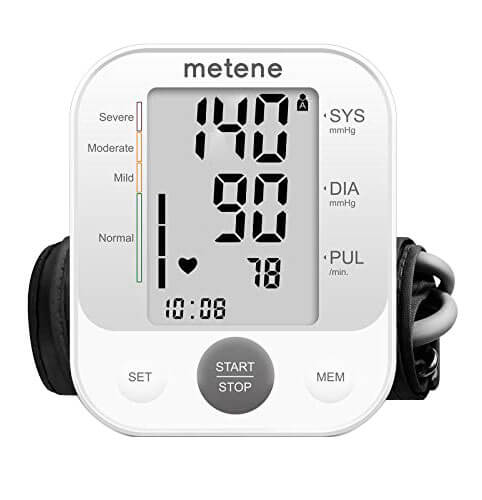 metene
140
A
SYS
mmHg
Severe
Moderate
Mild
Normal
90
DIA
mmHg
78
PUL
/min.
10:06
SET
START
STOP
MEM